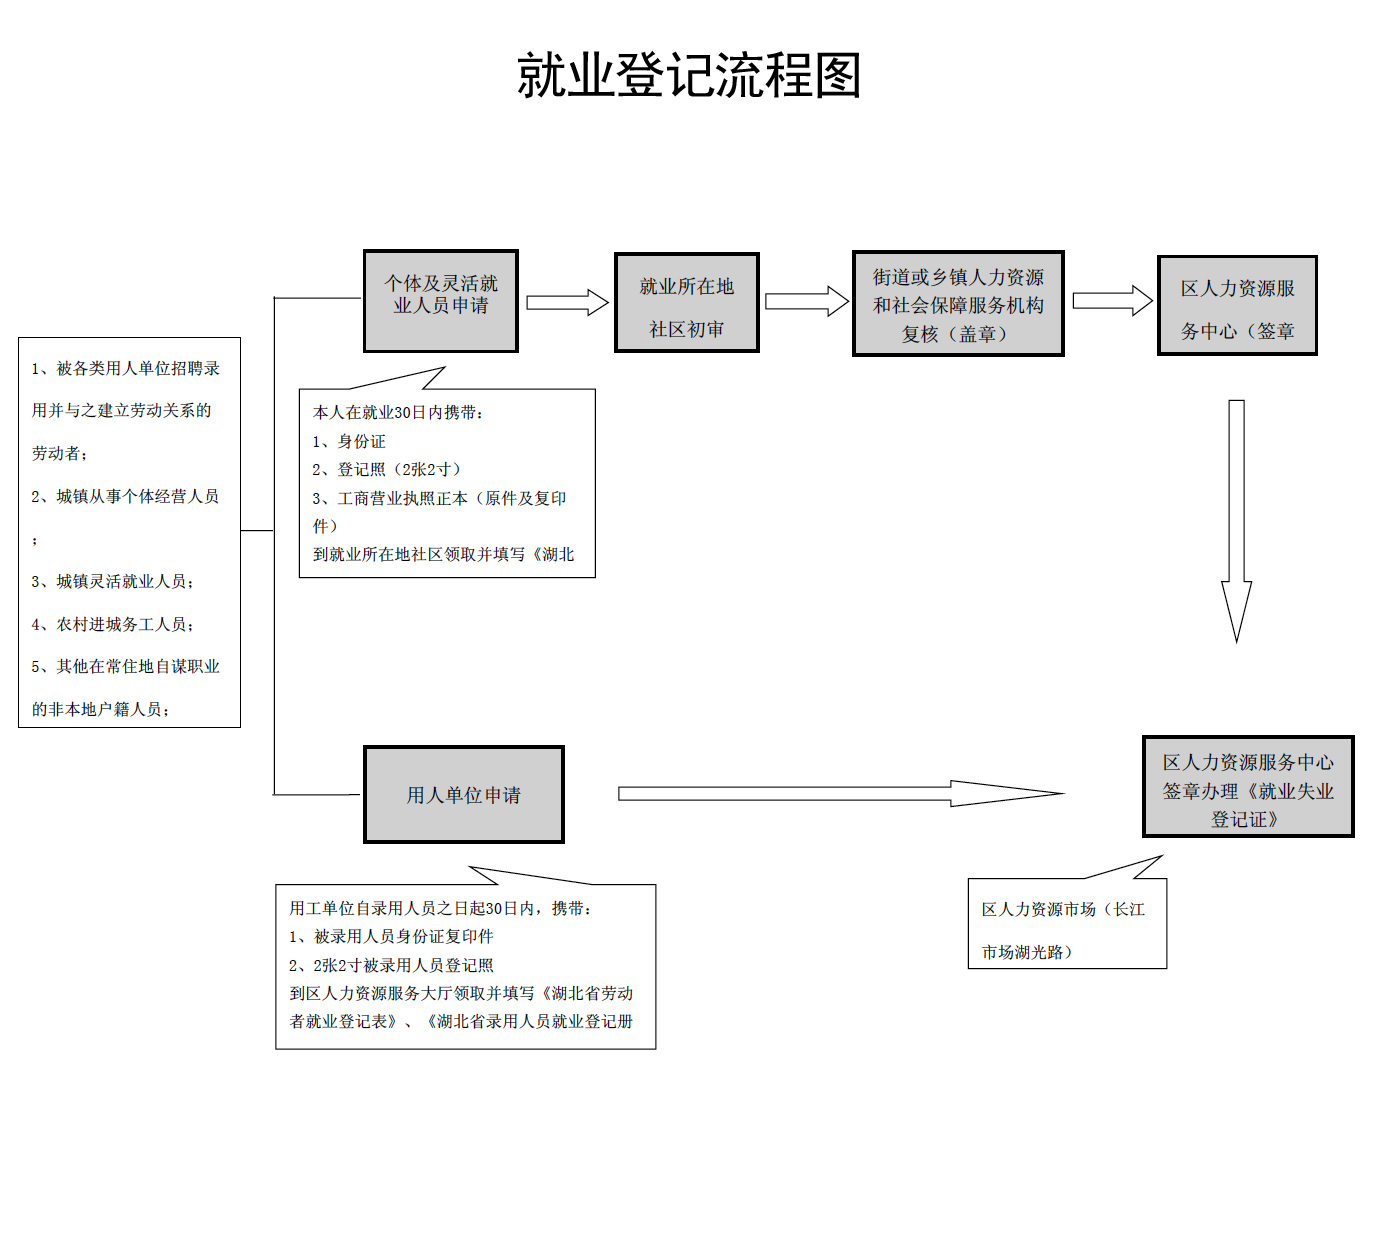 就业登记流程图
1、被各类用人单位招聘录
用并与之建立劳动关系的
劳动者;
2、城镇从事个体经营人员
;
3、城镇灵活就业人员;
4、农村进城务工人员;
5、其他在常住地自谋职业
的非本地户籍人员;
个体及灵活就
业人员申请
就业所在地
社区初审
街道或乡镇人力资源
和社会保障服务机构
复核（盖章）
区人力资源服
务中心（签章
本人在就业30日内携带:
1、身份证
2、登记照（2张2寸）
3、工商营业执照正本（原件及复印
件）
到就业所在地社区领取并填写《湖北
用人单位申请
区人力资源服务中心
签章办理《就业失业
登记证》
用工单位自录用人员之日起30日内，携带:
1、被录用人员身份证复印件
2、2张2寸被录用人员登记照
到区人力资源服务大厅领取并填写《湖北省劳动
者就业登记表》、《湖北省录用人员就业登记册
区人力资源市场（长江
市场湖光路）